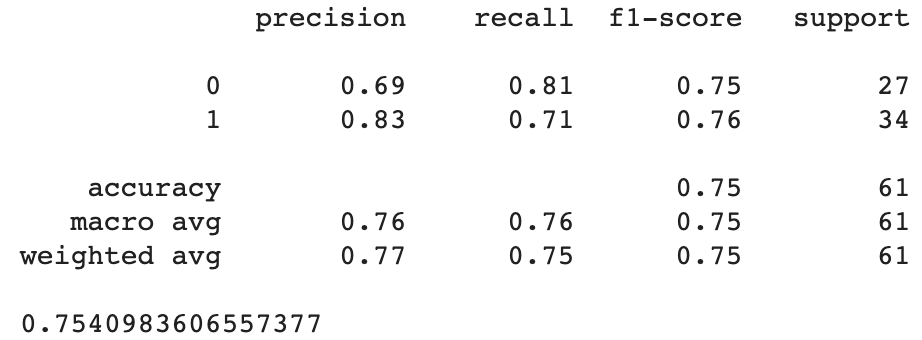 precision recall f1-score support
0 0.69 0.81 0.75 27
1 0.83 0.71 0.76 34
accuracy 0.75 61
macro avg 0.76 0.76 0.75 61
weighted avg 0.77 0.75 0.75 61
0.7540983606557377